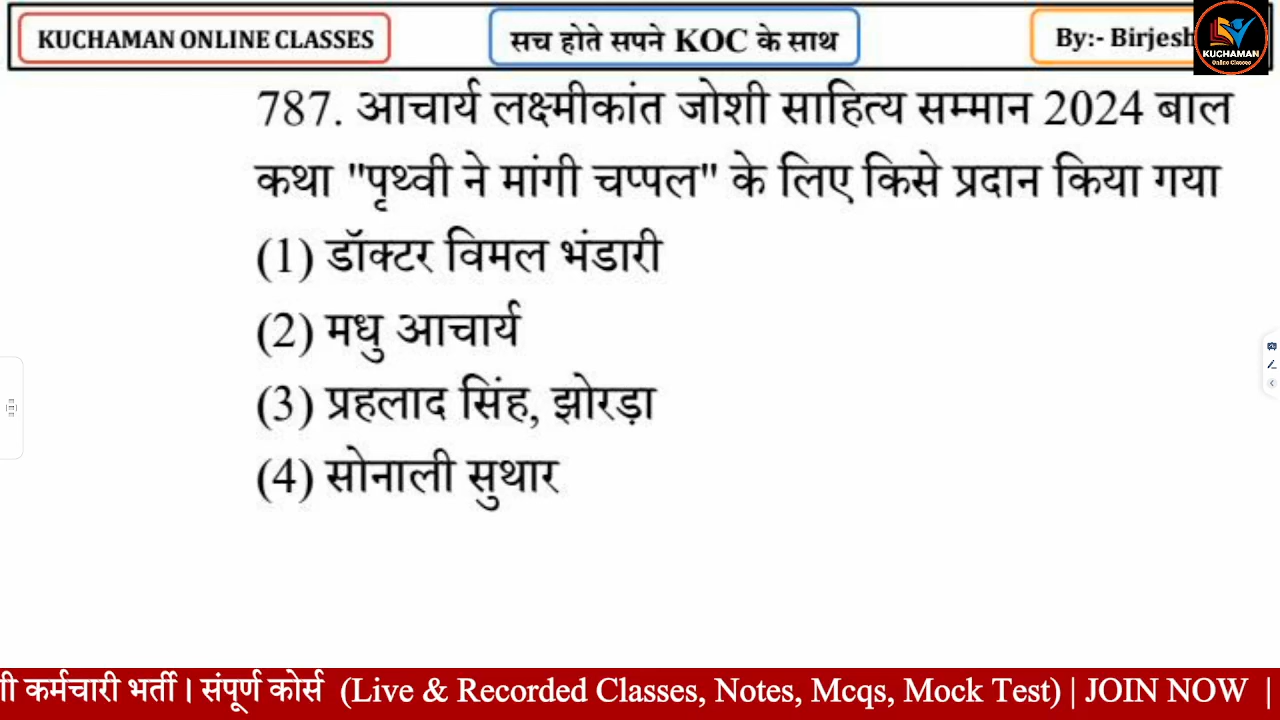 KUCHAMAN ONLINE CLASSES
सच होते सपने KOC के साथ
By:- Birjesh
KUCHAMAN
Online Classes
787. आचार्य लक्ष्मीकांत जोशी साहित्य सम्मान 2024 बाल
कथा "पृथ्वी ने मांगी चप्पल" के लिए किसे प्रदान किया गया
(1) डॉक्टर विमल भंडारी
(2) मधु आचार्य
(3) प्रहलाद सिंह, झोरड़ा
(4) सोनाली सुथार
गी कर्मचारी भर्ती । संपूर्ण कोर्स (Live & Recorded Classes, Notes, Mcqs, Mock Test) | JOIN NOW |